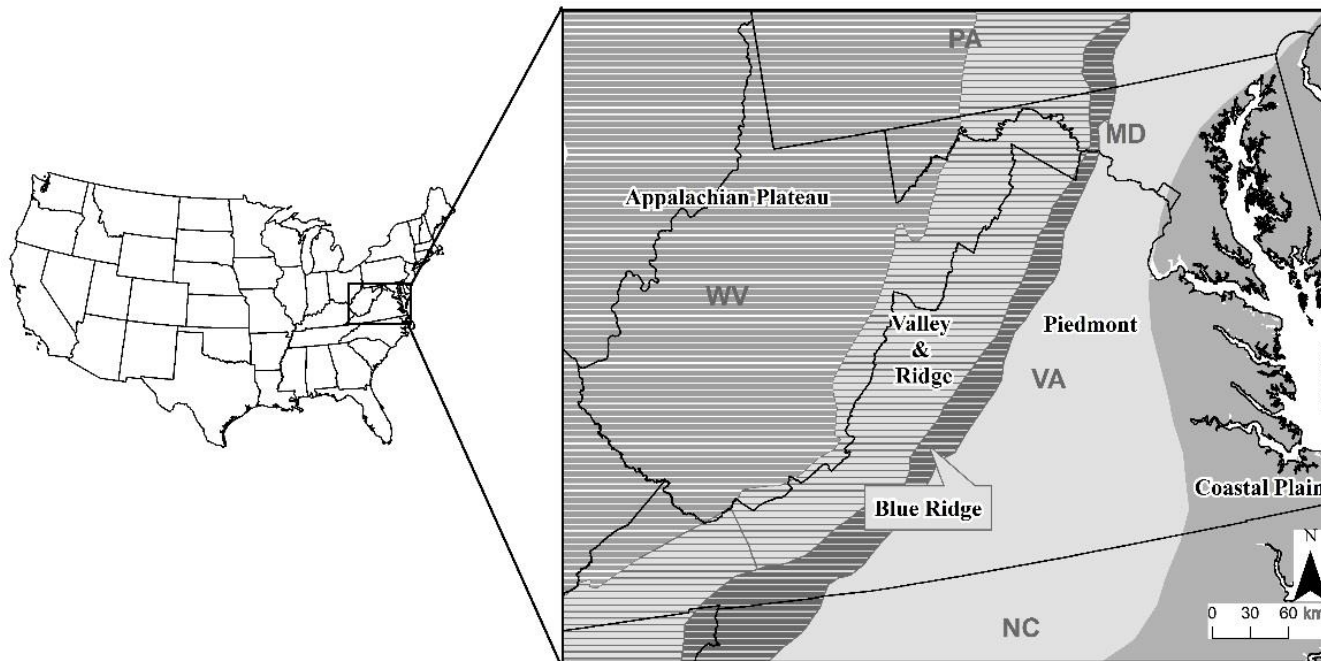 PA
MD
Appalachian Plateau
WV
Valley
&
Ridge
Piedmont
VA
Coastal Plain
Blue Ridge
N
0 30 60 km
NC